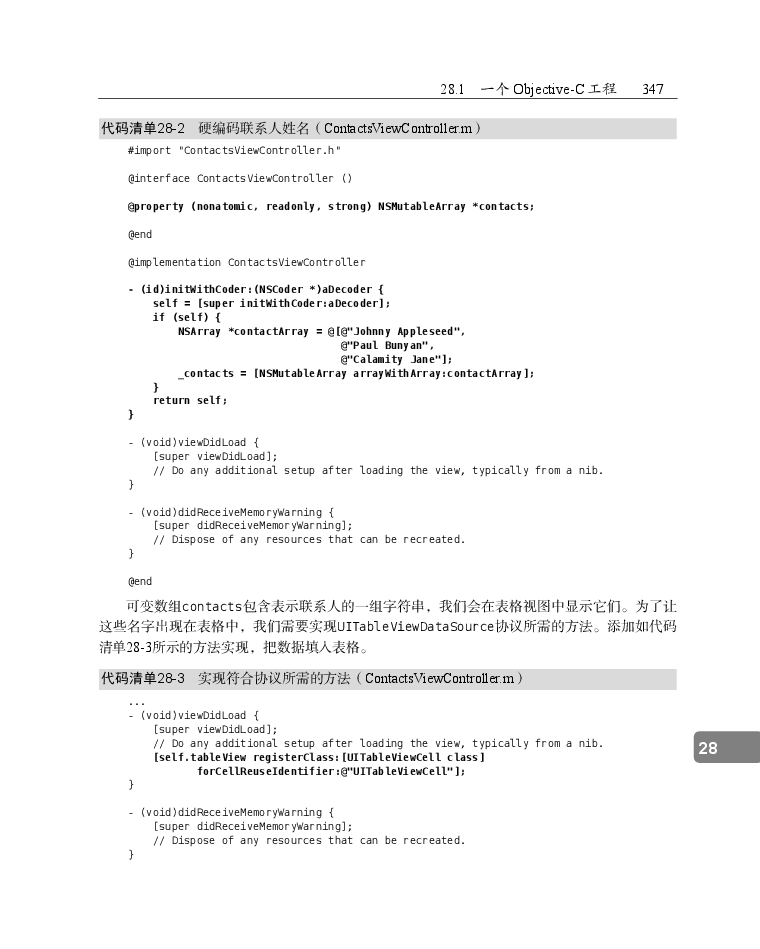 28.1 一个 Objective-C 工程 347
代码清单28-2 硬编码联系人姓名（ContactsViewController.m）
#import "ContactsViewController.h"
@interface ContactsViewController ()
@property (nonatomic, readonly, strong) NSMutableArray *contacts;
@end
@implementation ContactsViewController
- (id)initWithCoder:(NSCoder *)aDecoder {
    self = [super initWithCoder:aDecoder];
    if (self) {
        NSArray *contactArray = @[@"Johnny Appleseed",
                                  @"Paul Bunyan",
                                  @"Calamity Jane"];
        _contacts = [NSMutableArray arrayWithArray:contactArray];
    }
    return self;
}
- (void)viewDidLoad {
    [super viewDidLoad];
    // Do any additional setup after loading the view, typically from a nib.
}
- (void)didReceiveMemoryWarning {
    [super didReceiveMemoryWarning];
    // Dispose of any resources that can be recreated.
}
@end
可变数组contacts包含表示联系人的一组字符串，我们会在表格视图中显示它们。为了让
这些名字出现在表格中，我们需要实现UITableViewDataSource协议所需的方法。添加如代码
清单28-3所示的方法实现，把数据填入表格。
代码清单28-3 实现符合协议所需的方法（ContactsViewController.m）
...
- (void)viewDidLoad {
    [super viewDidLoad];
    // Do any additional setup after loading the view, typically from a nib.
    [self.tableView registerClass:[UITableViewCell class]
           forCellReuseIdentifier:@"UITableViewCell"];
}
- (void)didReceiveMemoryWarning {
    [super didReceiveMemoryWarning];
    // Dispose of any resources that can be recreated.
}
28